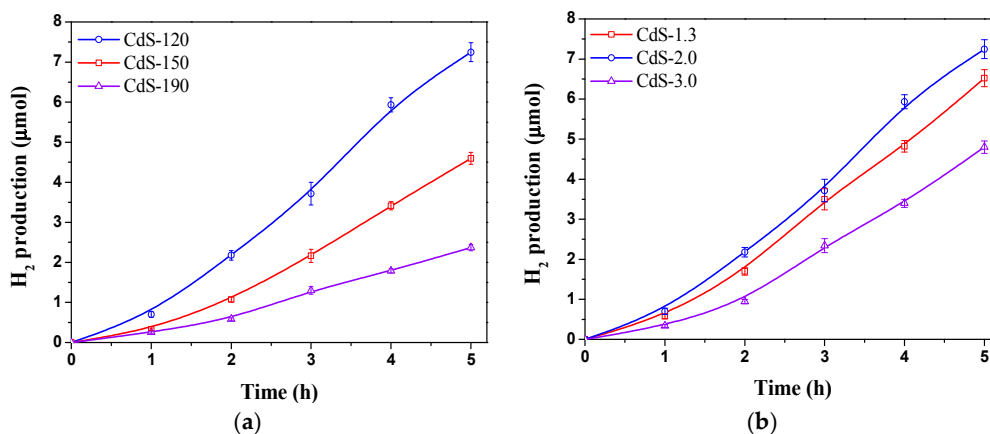 8
7
6
5
4
3
2
1
0
H₂ production (μmol)
CdS-120
CdS-150
CdS-190
0 1 2 3 4 5
Time (h)
(a)
8
7
6
5
4
3
2
1
0
H₂ production (μmol)
CdS-1.3
CdS-2.0
CdS-3.0
0 1 2 3 4 5
Time (h)
(b)